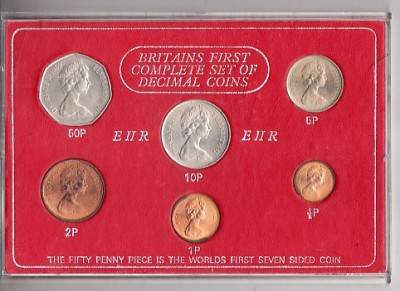 BRITAINS FIRST
COMPLETE SET OF
DECIMAL COINS
50P
5P
EIIR
EIIR
10P
2P
1P
½P
THE FIFTY PENNY PIECE IS THE WORLDS FIRST SEVEN SIDED COIN